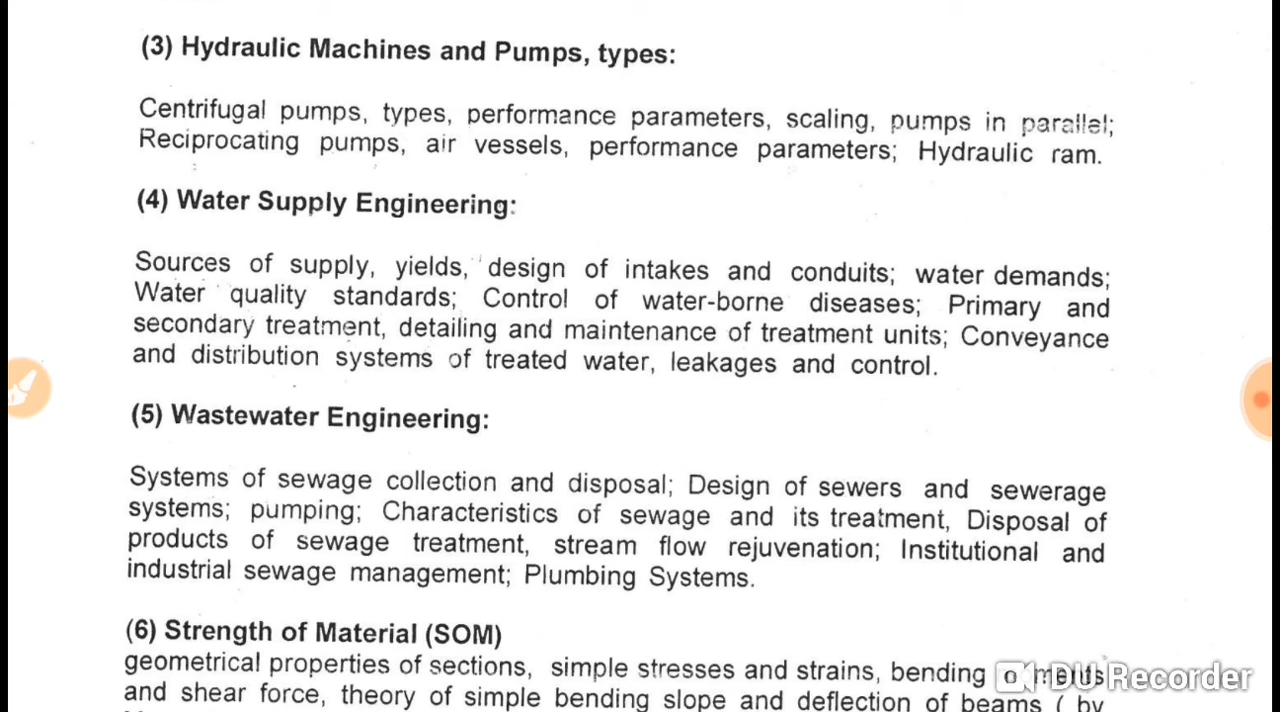 (3) Hydraulic Machines and Pumps, types:
Centrifugal pumps, types, performance parameters, scaling, pumps in parallel;
Reciprocating pumps, air vessels, performance parameters; Hydraulic ram.
(4) Water Supply Engineering:
Sources of supply, yields, design of intakes and conduits; water demands;
Water quality standards; Control of water-borne diseases; Primary and
secondary treatment, detailing and maintenance of treatment units; Conveyance
and distribution systems of treated water, leakages and control.
(5) Wastewater Engineering:
Systems of sewage collection and disposal; Design of sewers and sewerage
systems; pumping; Characteristics of sewage and its treatment, Disposal of
products of sewage treatment, stream flow rejuvenation; Institutional and
industrial sewage management; Plumbing Systems.
(6) Strength of Material (SOM)
geometrical properties of sections, simple stresses and strains, bending
and shear force, theory of simple bending slope and deflection of beams ( by
DU Recorder